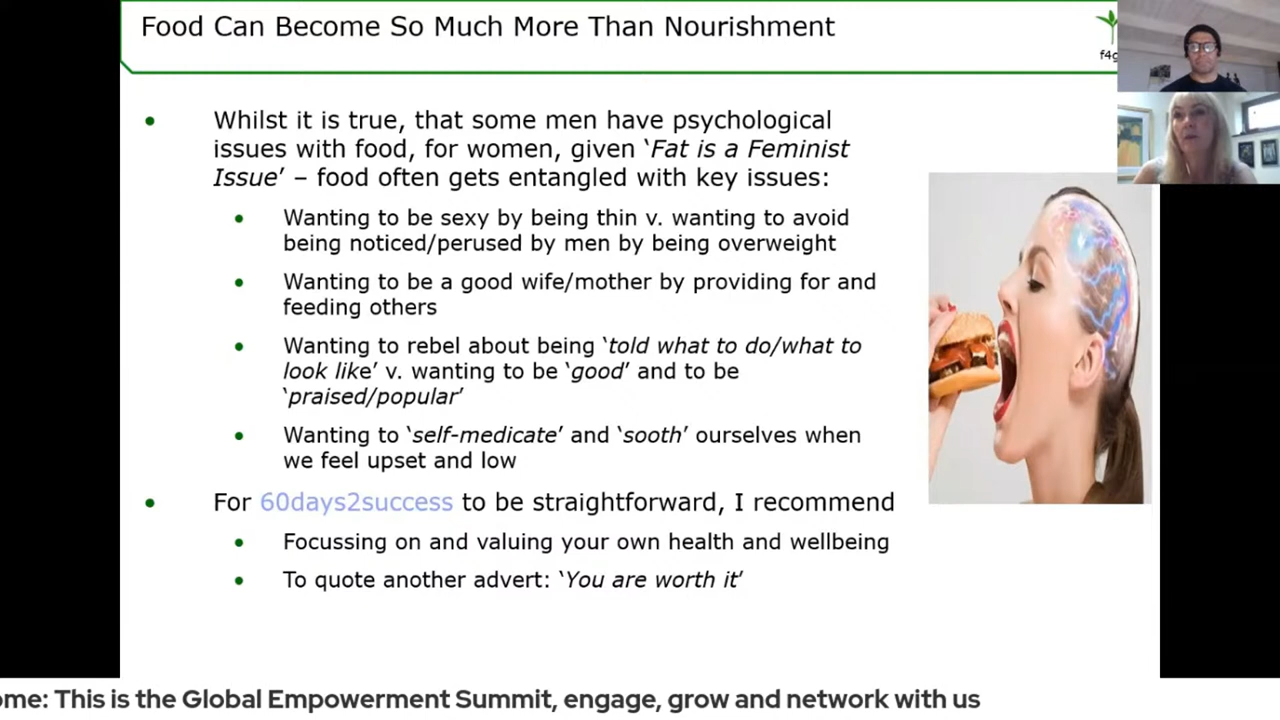 Food Can Become So Much More Than Nourishment
f4g
• Whilst it is true, that some men have psychological
issues with food, for women, given ‘Fat is a Feminist
Issue’ – food often gets entangled with key issues:
• Wanting to be sexy by being thin v. wanting to avoid
being noticed/perused by men by being overweight
• Wanting to be a good wife/mother by providing for and
feeding others
• Wanting to rebel about being ‘told what to do/what to
look like’ v. wanting to be ‘good’ and to be
‘praised/popular’
• Wanting to ‘self-medicate’ and ‘sooth’ ourselves when
we feel upset and low
• For 60days2success to be straightforward, I recommend
• Focussing on and valuing your own health and wellbeing
• To quote another advert: ‘You are worth it’
ome: This is the Global Empowerment Summit, engage, grow and network with us